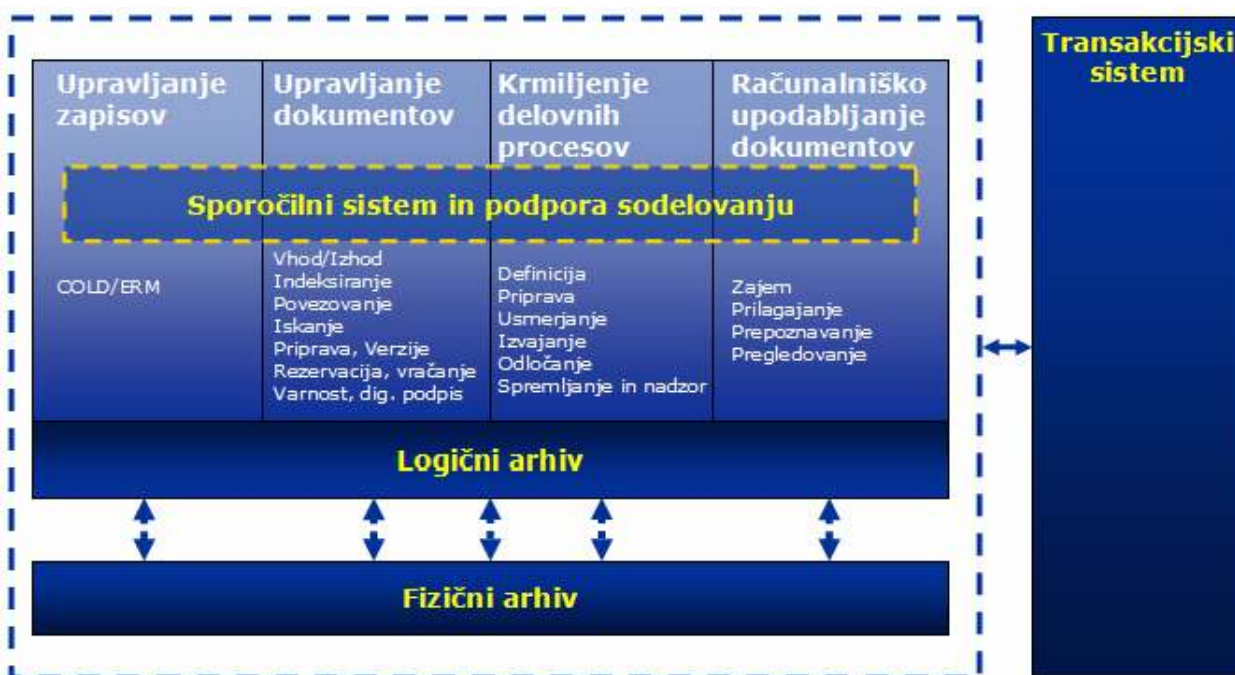 Upravljanje
zapisov
Upravljanje
dokumentov
Krmiljenje
delovnih
procesov
Računalniško
upodabljanje
dokumentov
Transakcijski
sistem
Sporočilni sistem in podpora sodelovanju
COLD/ERM
Vhod/Izhod
Indeksiranje
Povezovanje
Iskanje
Priprava, Verzije
Rezervacija, vračanje
Varnost, dig. podpis
Definicija
Priprava
Usmerjanje
Izvajanje
Odločanje
Spremljanje in nadzor
Zajem
Prilagajanje
Prepoznavanje
Pregledovanje
Logični arhiv
Fizični arhiv